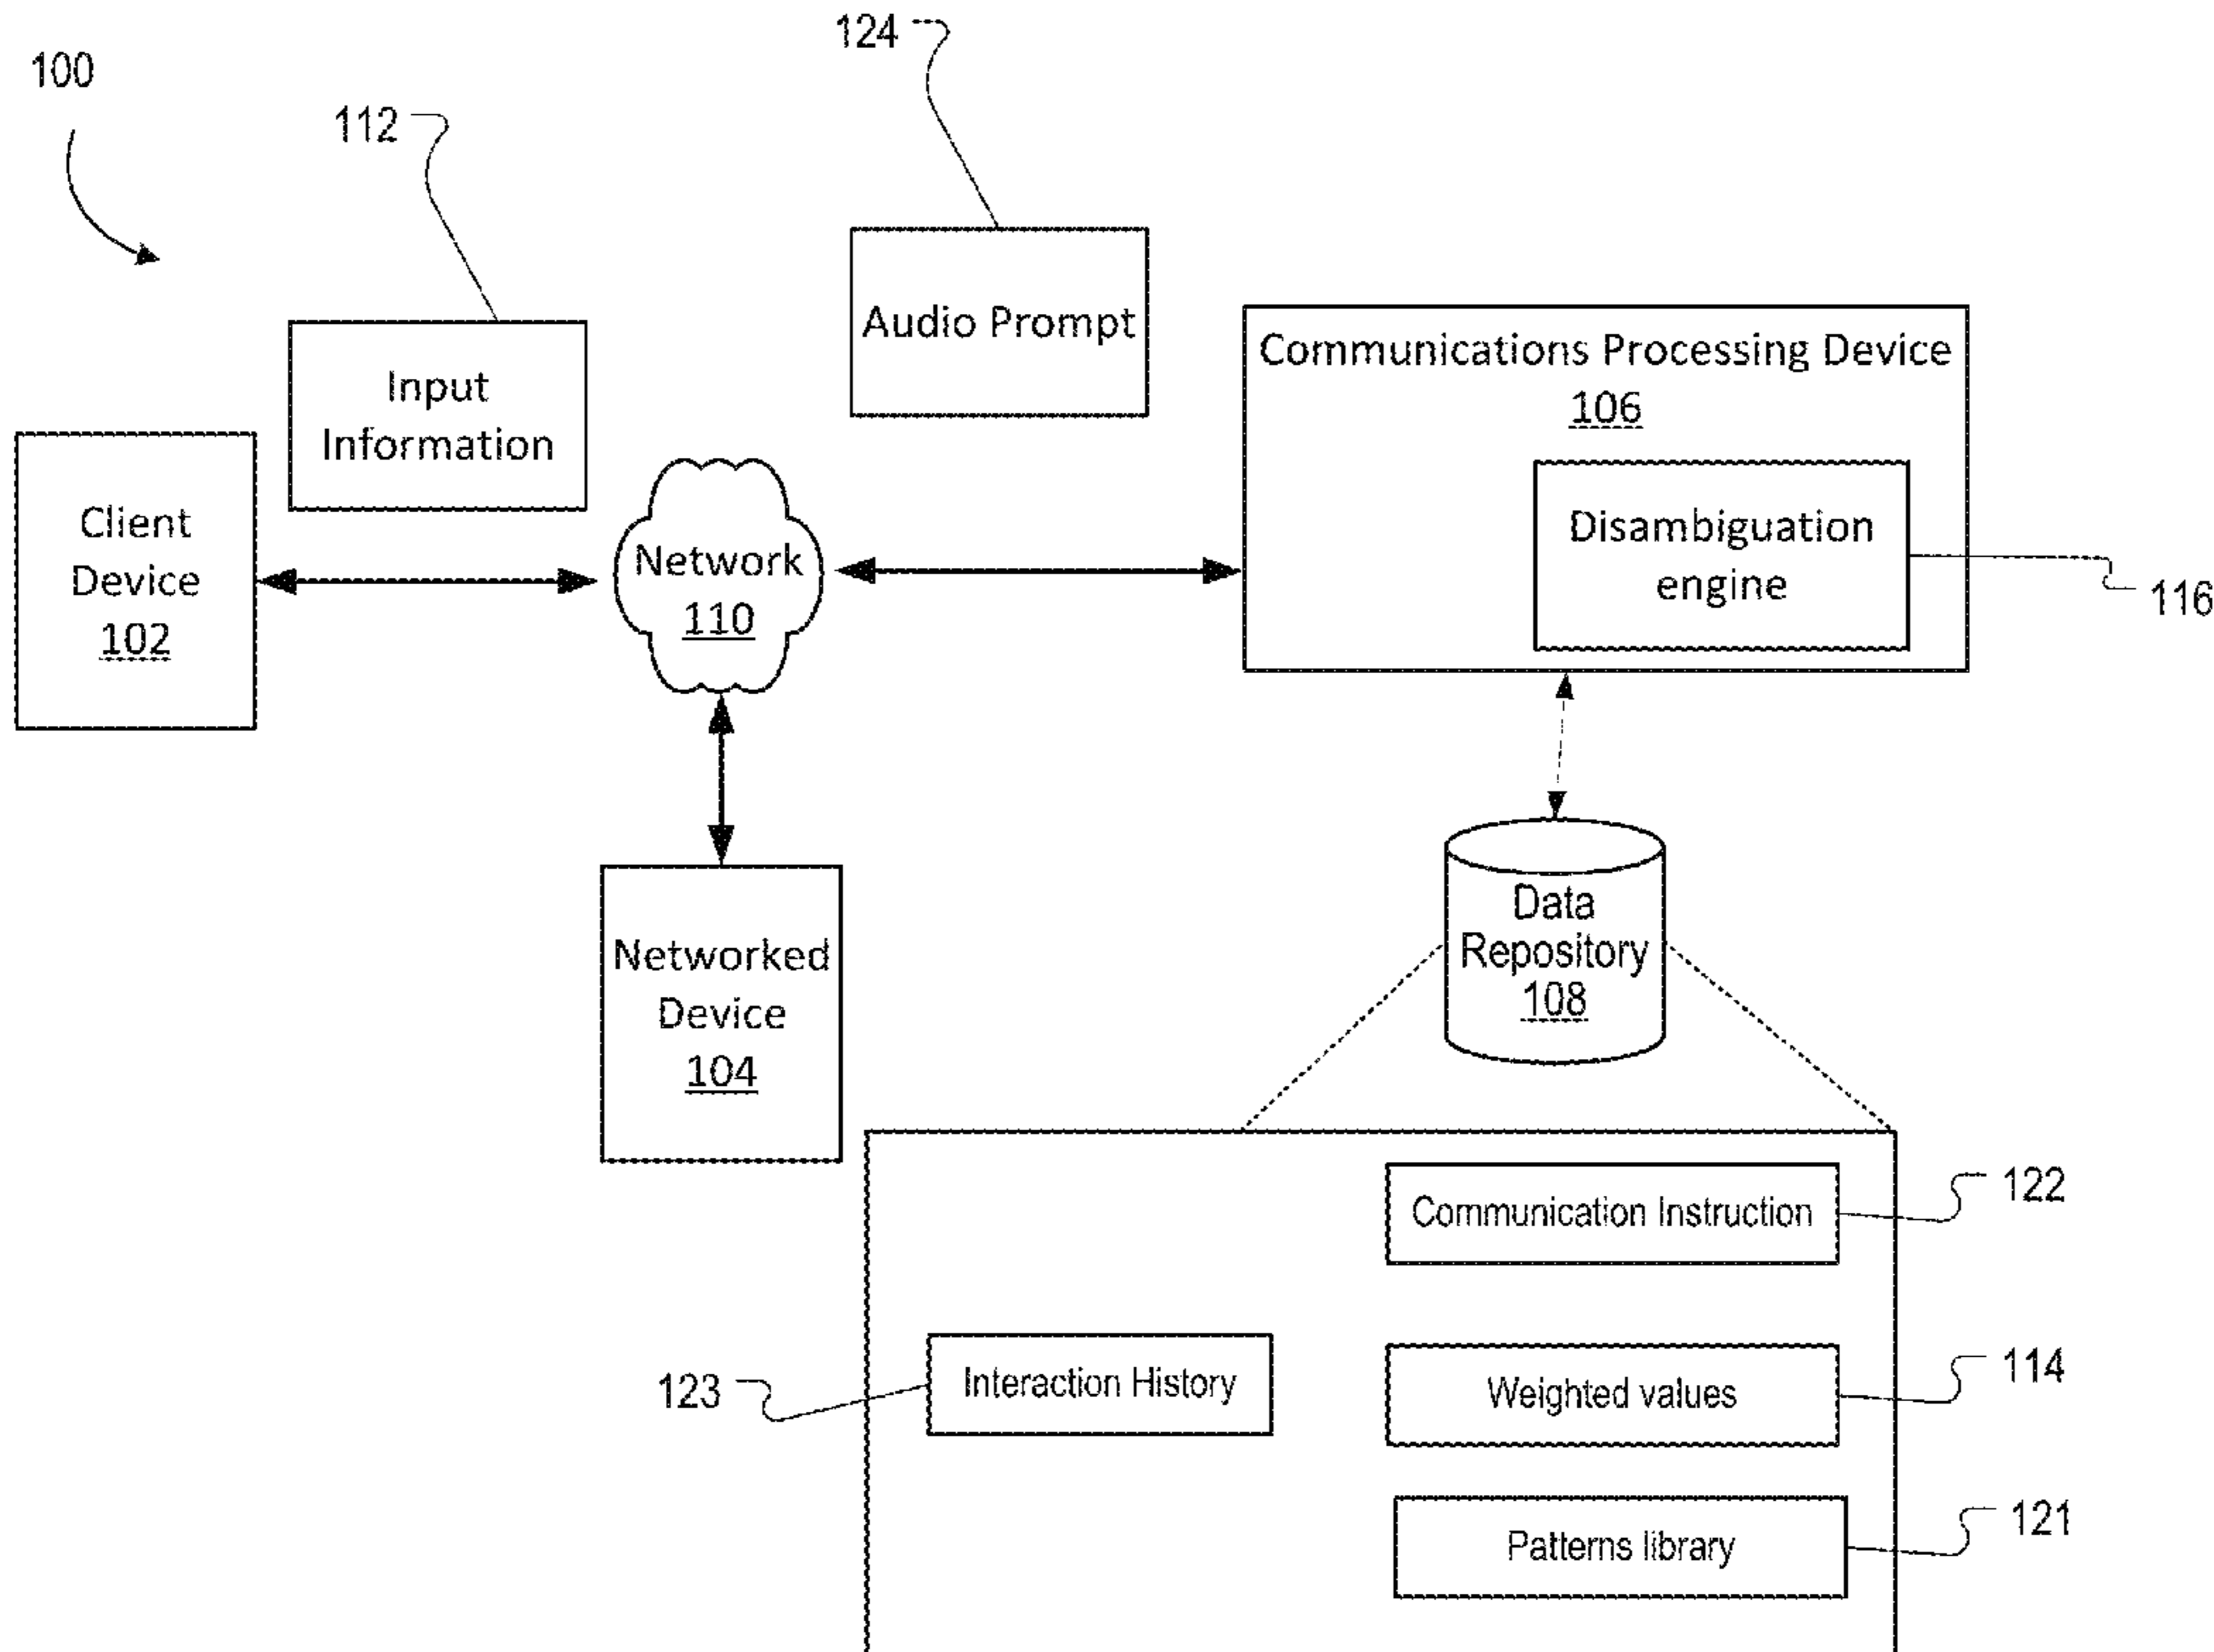 124
100
112
Audio Prompt
Communications Processing Device
106
Input
Information
Client
Device
102
Network
110
Disambiguation
engine
116
Networked
Device
104
Data
Repository
108
122
Communication Instruction
123
Interaction History
114
Weighted values
121
Patterns library